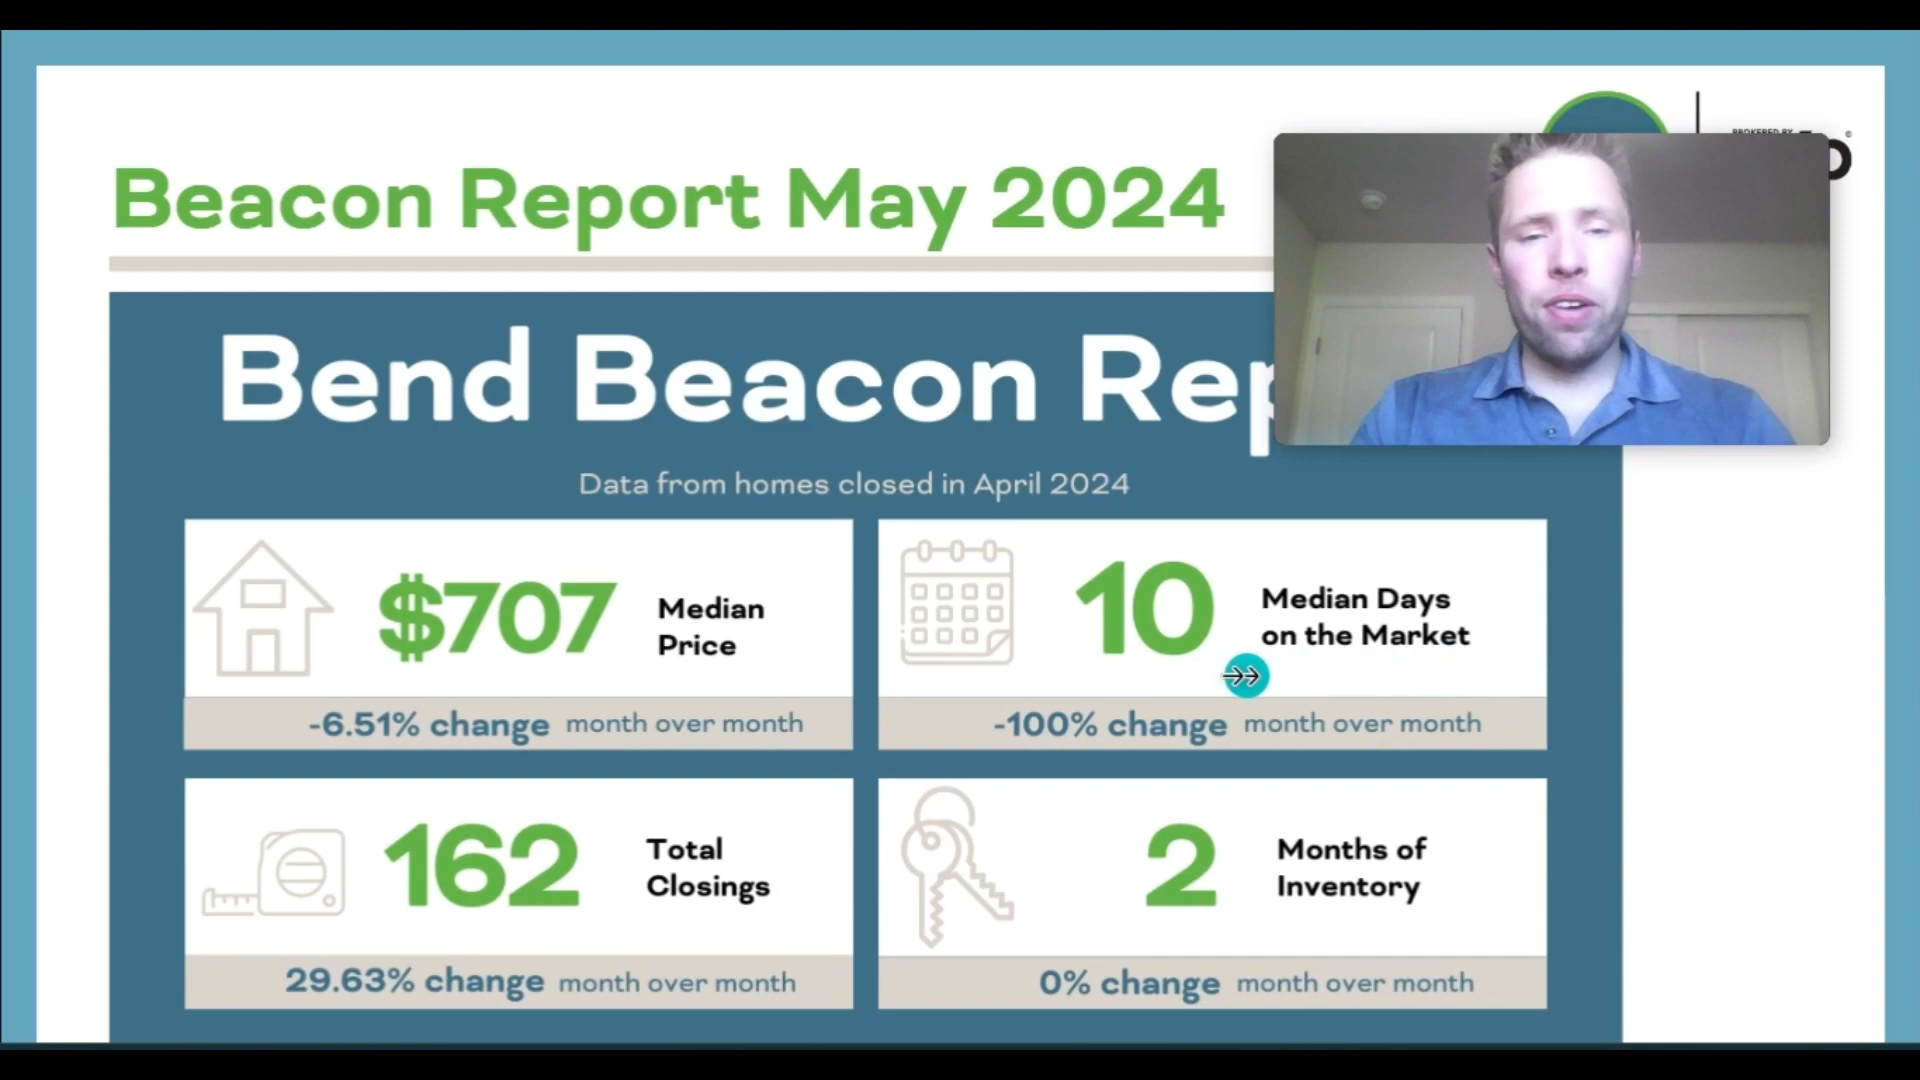 BROKERED BY
Beacon Report May 2024
Bend Beacon Rep
Data from homes closed in April 2024
$707
Median
Price
-6.51% change month over month
10
Median Days
on the Market
-100% change month over month
162
Total
Closings
29.63% change month over month
2
Months of
Inventory
0% change month over month